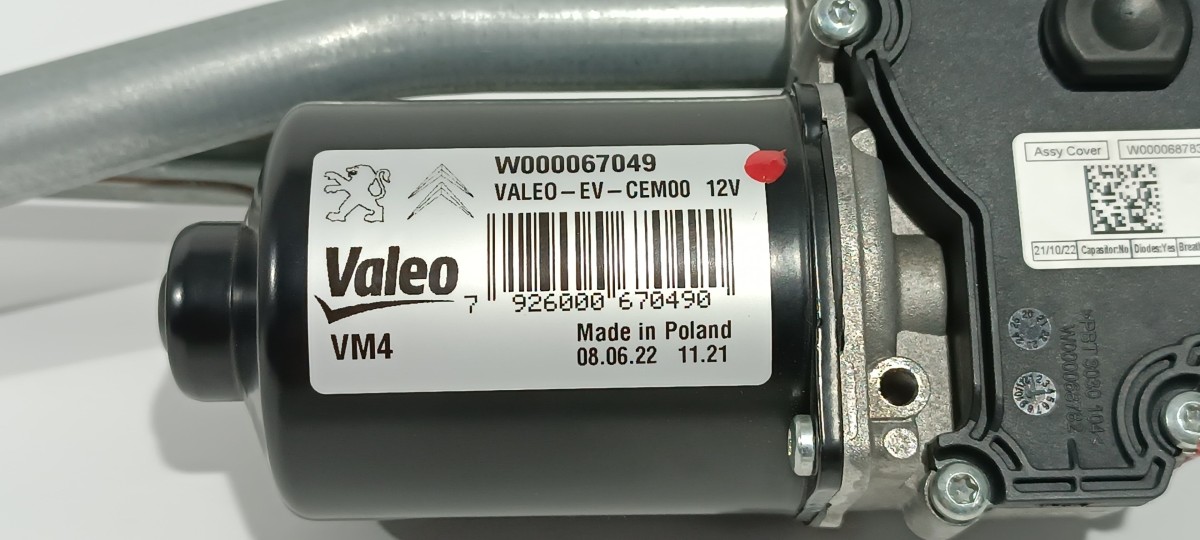 W000067049
VALEO-EV-CEM00 12V
Valeo
7 926000 670490
VM4
Made in Poland
08.06.22 11.21
Assy Cover
21/10/22 Capasitor:No Diodes:Yes